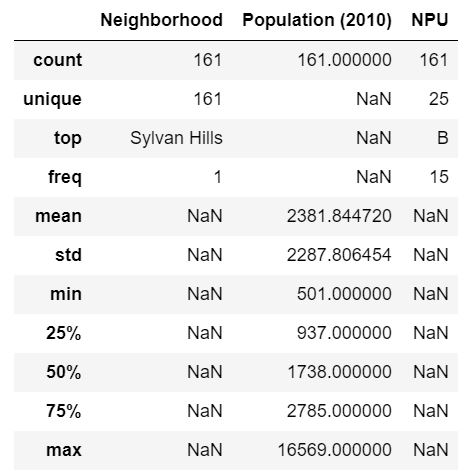 Neighborhood Population (2010) NPU
count 161 161.000000 161
unique 161 NaN 25
top Sylvan Hills NaN B
freq 1 NaN 15
mean NaN 2381.844720 NaN
std NaN 2287.806454 NaN
min NaN 501.000000 NaN
25% NaN 937.000000 NaN
50% NaN 1738.000000 NaN
75% NaN 2785.000000 NaN
max NaN 16569.000000 NaN